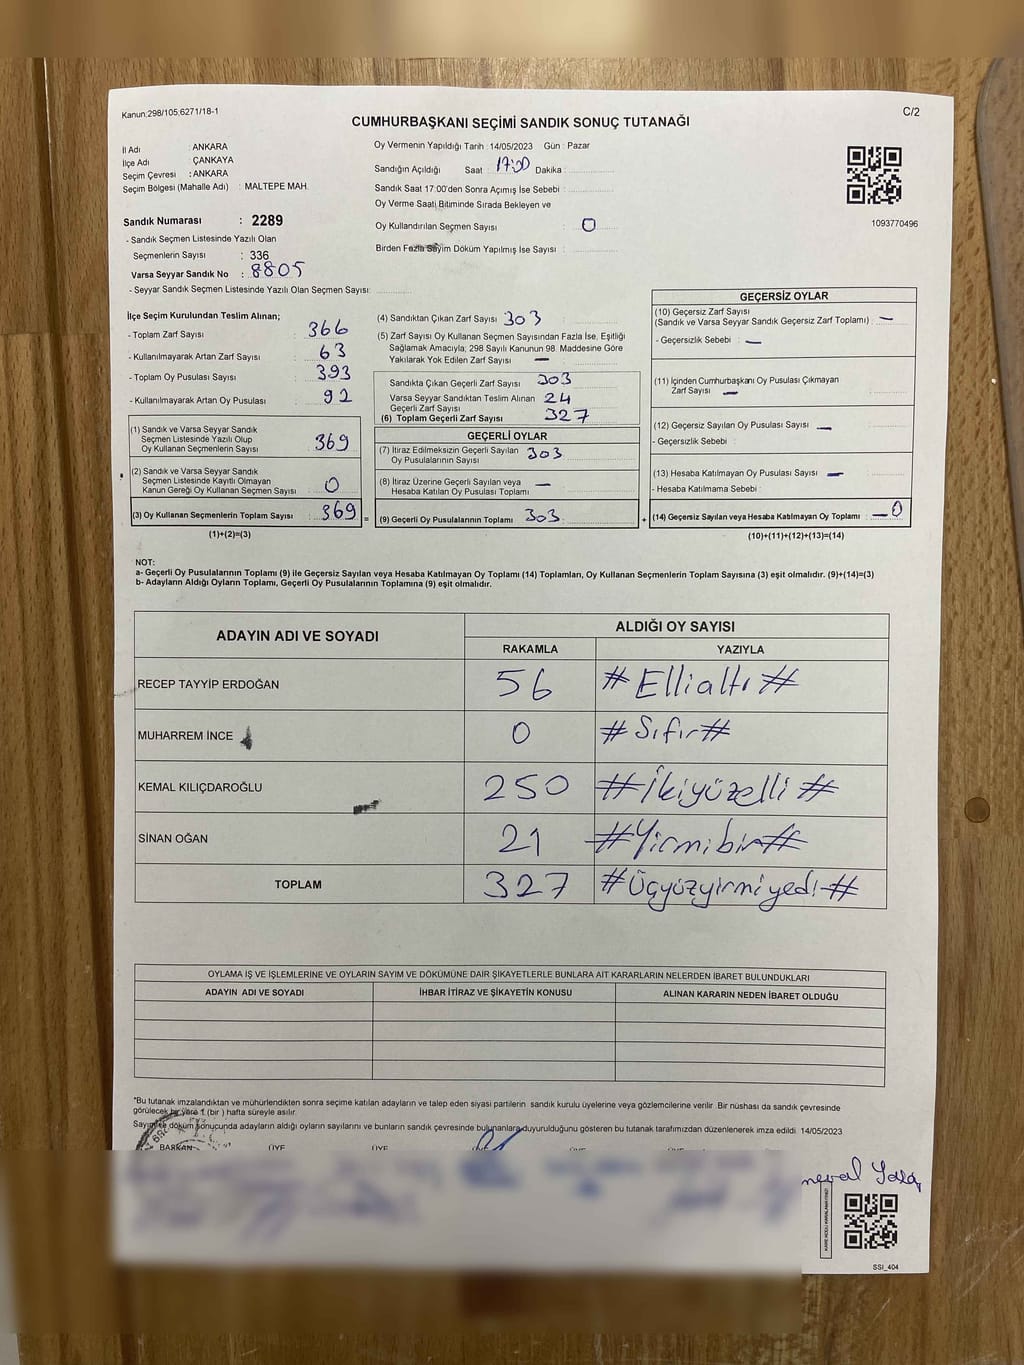 Kanun;298/105;6271/18-1
C/2
CUMHURBAŞKANI SEÇİMİ SANDIK SONUÇ TUTANAĞI
İl Adı : ANKARA
İlçe Adı : ÇANKAYA
Seçim Çevresi : ANKARA
Seçim Bölgesi (Mahalle Adı) : MALTEPE MAH.
Sandık Numarası : 2289
- Sandık Seçmen Listesinde Yazılı Olan
Seçmenlerin Sayısı : 336
Varsa Seyyar Sandık No : 8805
- Seyyar Sandık Seçmen Listesinde Yazılı Olan Seçmen Sayısı:
Oy Vermenin Yapıldığı Tarih : 14/05/2023 Gün : Pazar
Sandığın Açıldığı Saat : 17:00 Dakika :
Sandık Saat 17:00'den Sonra Açmış İse Sebebi :
Oy Verme Saati Bitiminde Sırada Bekleyen ve
Oy Kullandırılan Seçmen Sayısı : 0
Birden Fazla Sayim Döküm Yapılmış İse Sayısı :
1093770496
İlçe Seçim Kurulundan Teslim Alınan;
- Toplam Zarf Sayısı : 366
- Kullanılmayarak Artan Zarf Sayısı : 63
- Toplam Oy Pusulası Sayısı : 393
- Kullanılmayarak Artan Oy Pusulası : 92
(1) Sandık ve Varsa Seyyar Sandık
Seçmen Listesinde Yazılı Olup
Oy Kullanan Seçmenlerin Sayısı : 369
(2) Sandık ve Varsa Seyyar Sandık
Seçmen Listesinde Kayıtlı Olmayan
Kanun Gereği Oy Kullanan Seçmen Sayısı : 0
(3) Oy Kullanan Seçmenlerin Toplam Sayısı : 369 =
(1)+(2)=(3)
(4) Sandıktan Çıkan Zarf Sayısı : 303
(5) Zarf Sayısı Oy Kullanan Seçmen Sayısından Fazla İse, Eşitliği
Sağlamak Amacıyla; 298 Sayılı Kanunun 98. Maddesine Göre
Yakılarak Yok Edilen Zarf Sayısı : —
Sandıkta Çıkan Geçerli Zarf Sayısı : 303
Varsa Seyyar Sandıktan Teslim Alınan 24
Geçerli Zarf Sayısı
(6) Toplam Geçerli Zarf Sayısı : 327
GEÇERLİ OYLAR
(7) İtiraz Edilmeksizin Geçerli Sayılan : 303
Oy Pusulalarının Sayısı
(8) İtiraz Üzerine Geçerli Sayılan veya : —
Hesaba Katılan Oy Pusulası Toplamı
(9) Geçerli Oy Pusulalarının Toplamı : 303 +
GEÇERSİZ OYLAR
(10) Geçersiz Zarf Sayısı
(Sandık ve Varsa Seyyar Sandık Geçersiz Zarf Toplamı) : —
- Geçersizlik Sebebi : —
(11) İçinden Cumhurbaşkanı Oy Pusulası Çıkmayan
Zarf Sayısı : —
(12) Geçersiz Sayılan Oy Pusulası Sayısı : —
- Geçersizlik Sebebi :
(13) Hesaba Katılmayan Oy Pusulası Sayısı : —
- Hesaba Katılmama Sebebi :
(14) Geçersiz Sayılan veya Hesaba Katılmayan Oy Toplamı : — 0
(10)+(11)+(12)+(13)=(14)
NOT:
a- Geçerli Oy Pusulalarının Toplamı (9) ile Geçersiz Sayılan veya Hesaba Katılmayan Oy Toplamı (14) Toplamları, Oy Kullanan Seçmenlerin Toplam Sayısına (3) eşit olmalıdır. (9)+(14)=(3)
b- Adayların Aldığı Oyların Toplamı, Geçerli Oy Pusulalarının Toplamına (9) eşit olmalıdır.
ADAYIN ADI VE SOYADI ALDIĞI OY SAYISI
RAKAMLA YAZIYLA
RECEP TAYYİP ERDOĞAN 56 #Ellialtı#
MUHARREM İNCE 0 #Sıfır#
KEMAL KILIÇDAROĞLU 250 #İkiyüzelli#
SİNAN OĞAN 21 #Yirmibir#
TOPLAM 327 #Üçyüzyirmiyedi#
OYLAMA İŞ VE İŞLEMLERİNE VE OYLARIN SAYIM VE DÖKÜMÜNE DAİR ŞİKAYETLERLE BUNLARA AİT KARARLARIN NELERDEN İBARET BULUNDUKLARI
ADAYIN ADI VE SOYADI İHBAR İTİRAZ VE ŞİKAYETİN KONUSU ALINAN KARARIN NEDEN İBARET OLDUĞU
*Bu tutanak imzalandıktan ve mühürlendikten sonra seçime katılan adayların ve talep eden siyasi partilerin sandık kurulu üyelerine veya gözlemcilerine verilir. Bir nüshası da sandık çevresinde
görülecek bir yere 1 (bir) hafta süreyle asılır.
Sayım ve döküm sonucunda adayların aldığı oyların sayılarını ve bunların sandık çevresinde bulunanlara duyurulduğunu gösteren bu tutanak tarafımızdan düzenlenerek imza edildi. 14/05/2023
BAŞKAN ÜYE ÜYE ÜYE ÜYE ÜYE
SSI_404